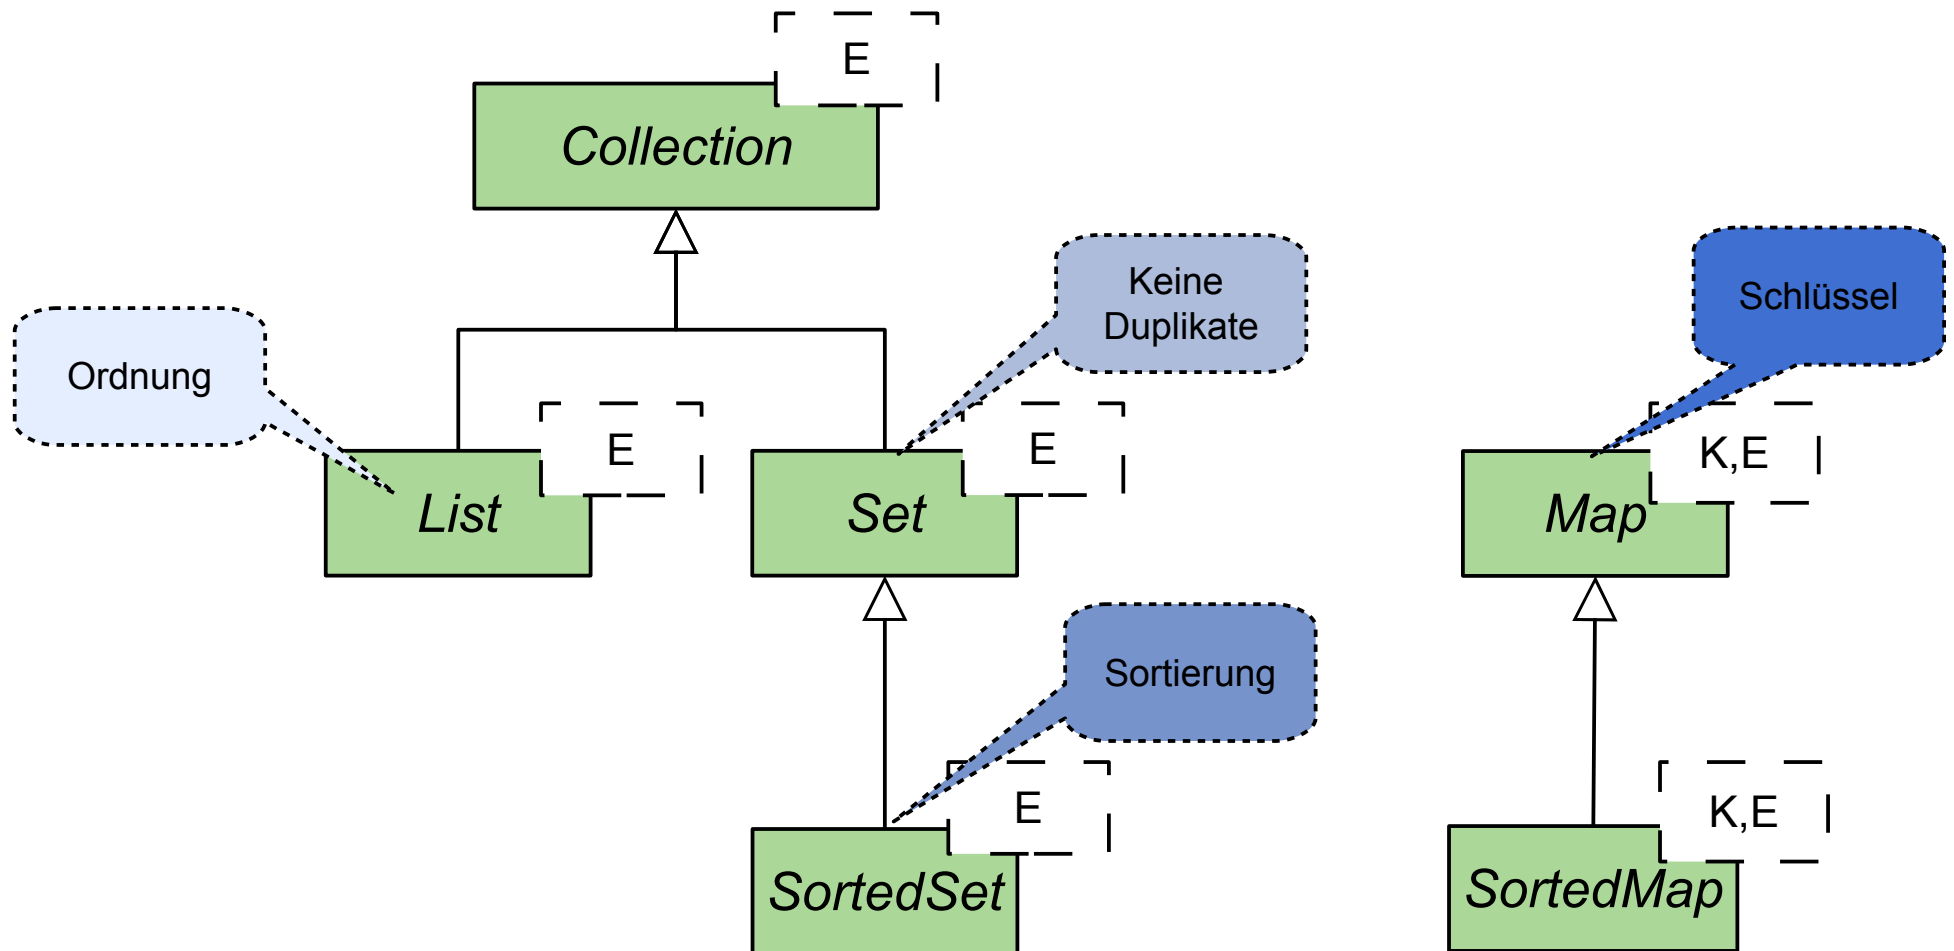 E
Collection
Keine
Duplikate
Schlüssel
Ordnung
E
List
E
Set
K,E
Map
Sortierung
E
SortedSet
K,E
SortedMap